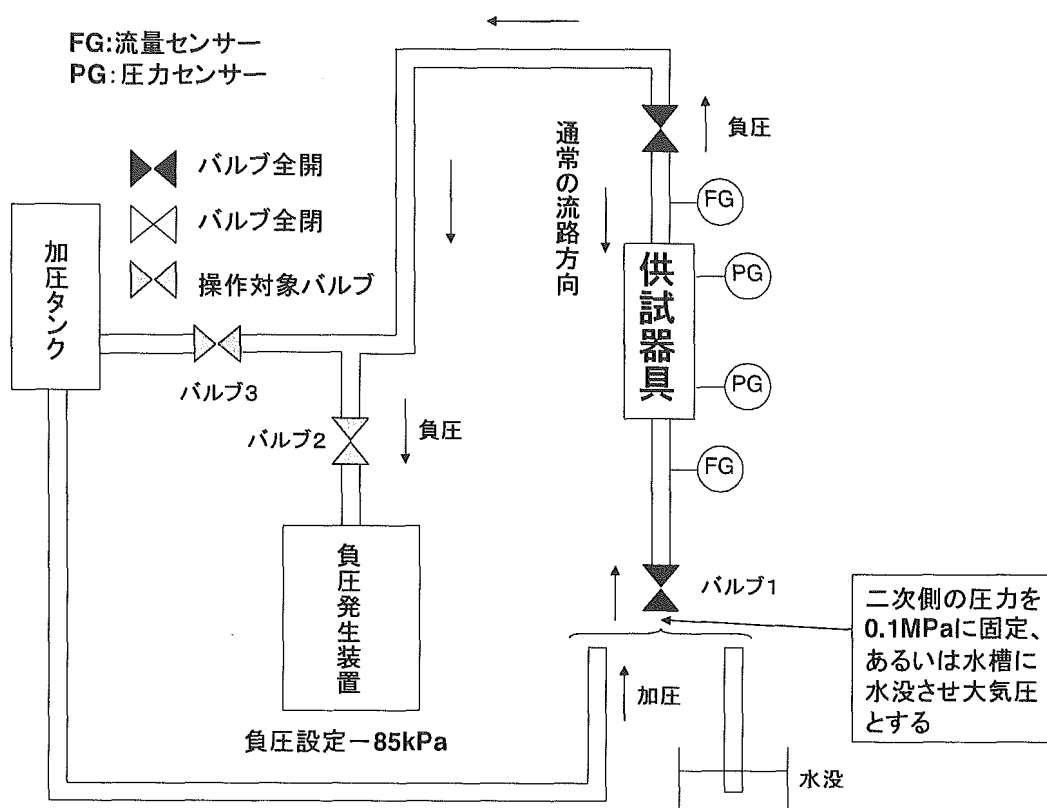 FG:流量センサー
PG:圧力センサー
バルブ全開
バルブ全閉
操作対象バルブ
加圧タンク
バルブ3
バルブ2
負圧
負圧発生装置
負圧設定－85kPa
通常の流路方向
負圧
FG
PG
供試器具
PG
FG
バルブ1
加圧
水没
二次側の圧力を
0.1MPaに固定、
あるいは水槽に
水没させ大気圧
とする